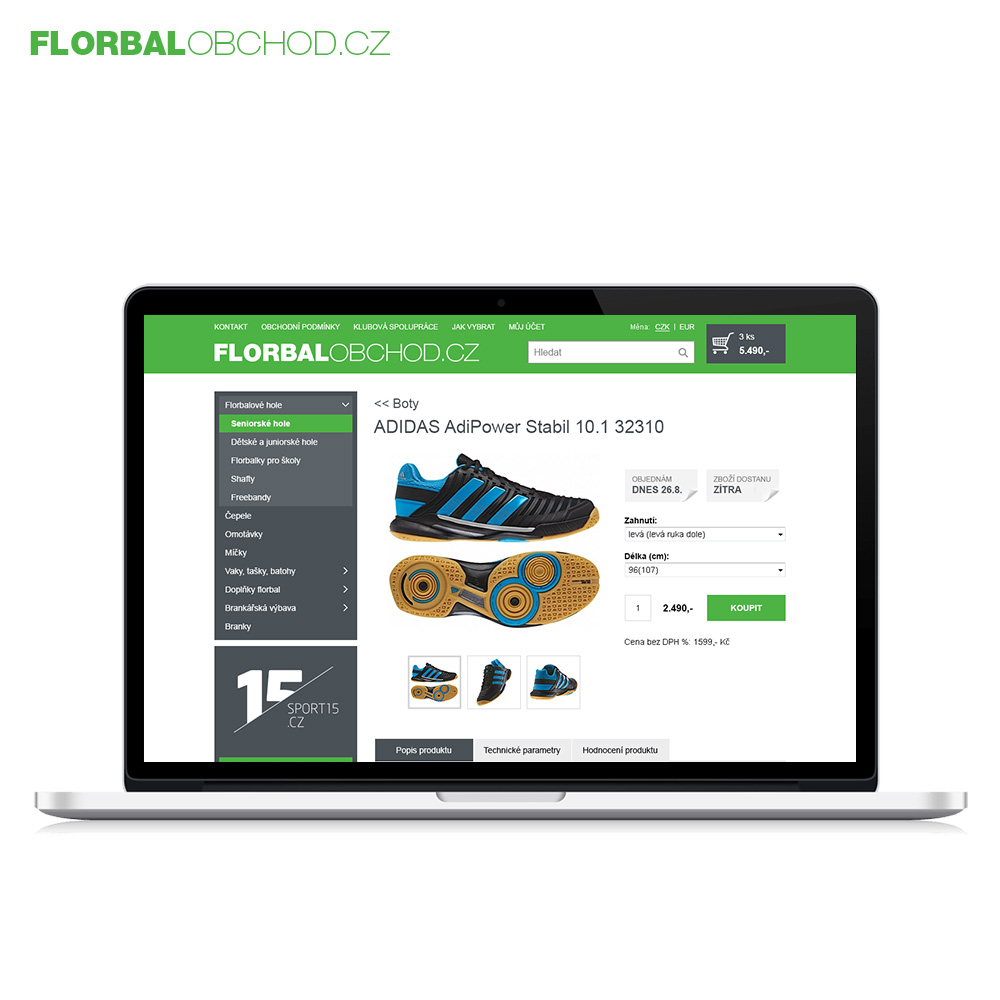 FLORBALOBCHOD.CZ
KONTAKT OBCHODNÍ PODMÍNKY KLUBOVÁ SPOLUPRÁCE JAK VYBRAT MŮJ ÚČET Měna: CZK | EUR
FLORBALOBCHOD.CZ
Hledat
3 ks
5.490,-
Florbalové hole
Seniorské hole
Dětské a juniorské hole
Florbalky pro školy
Shafty
Freebandy
Čepele
Omotávky
Míčky
Vaky, tašky, batohy
Doplňky florbal
Brankářská výbava
Branky
15
SPORT15
.CZ
<< Boty
ADIDAS AdiPower Stabil 10.1 32310
OBJEDNÁM
DNES 26.8.
ZBOŽÍ DOSTANU
ZÍTRA
Zahnutí:
levá (levá ruka dole)
Délka (cm):
96(107)
1 2.490,- KOUPIT
Cena bez DPH %: 1599,- Kč
Popis produktu Technické parametry Hodnocení produktu